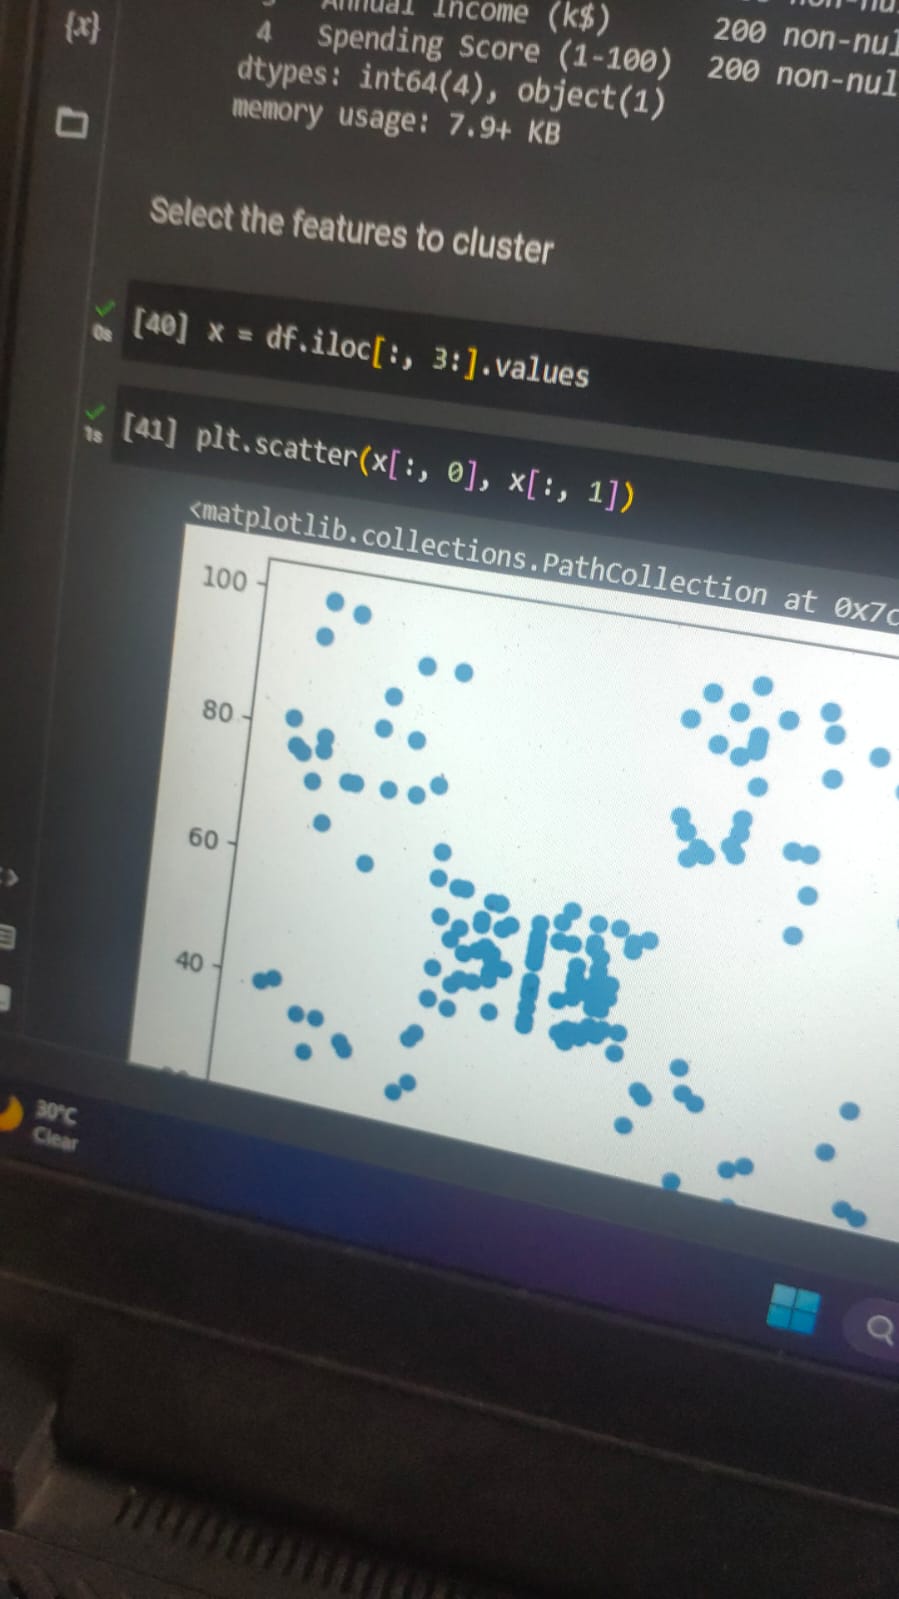 {x}
Annual Income (k$) 200 non-nul
4 Spending Score (1-100) 200 non-nul
dtypes: int64(4), object(1)
memory usage: 7.9+ KB
Select the features to cluster
0s [40] x = df.iloc[:, 3:].values
1s [41] plt.scatter(x[:, 0], x[:, 1])
<matplotlib.collections.PathCollection at 0x7c
100
80
60
40
30°C
Clear